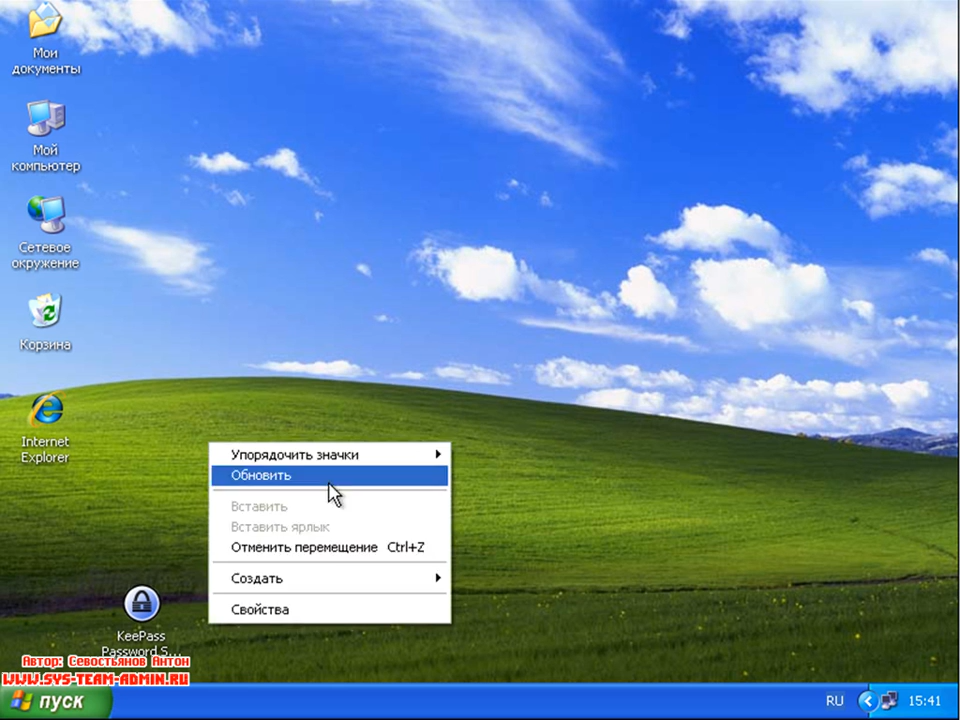 Мои
документы
Мой
компьютер
Сетевое
окружение
Корзина
Internet
Explorer
Упорядочить значки
Обновить
Вставить
Вставить ярлык
Отменить перемещение Ctrl+Z
Создать
Свойства
KeePass
Password S...
Автор: Севостьянов Антон
WWW.SYS-TEAM-ADMIN.RU
пуск
RU
15:41